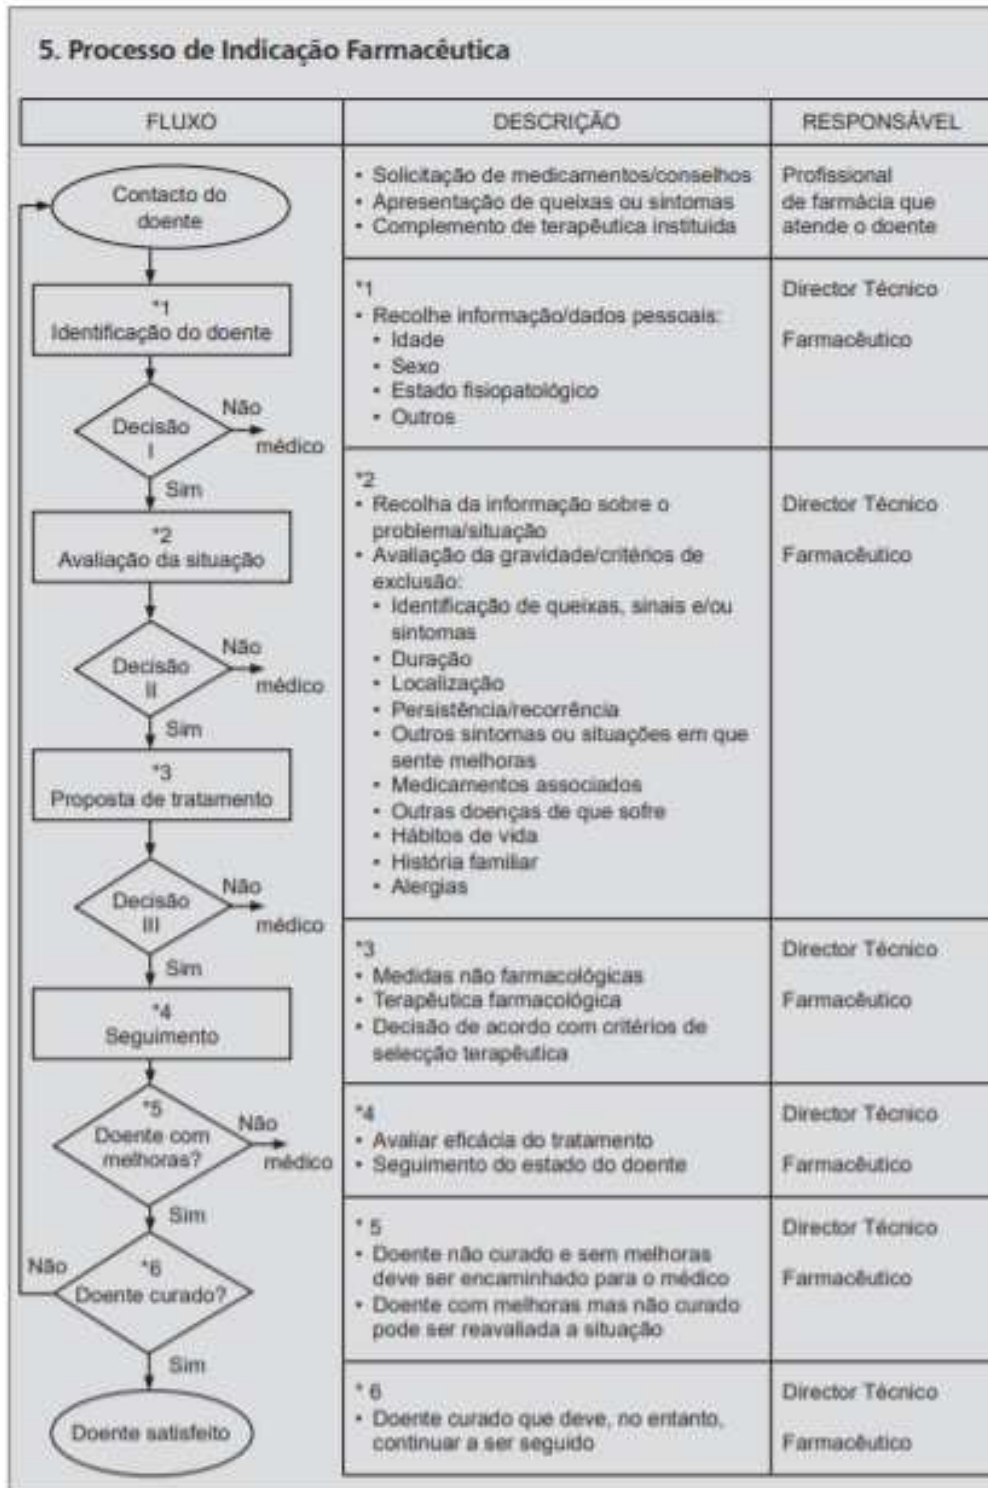 5. Processo de Indicação Farmacêutica
FLUXO
DESCRIÇÃO
RESPONSÁVEL
Contacto do
doente
• Solicitação de medicamentos/conselhos
• Apresentação de queixas ou sintomas
• Complemento de terapêutica instituida
Profissional
de farmácia que
atende o doente
*1
Identificação do doente
Decisão
I
Não
médico
Sim
*1
• Recolhe informação/dados pessoais:
• Idade
• Sexo
• Estado fisiopatológico
• Outros
Director Técnico
Farmacêutico
*2
Avaliação da situação
Decisão
II
Não
médico
Sim
*3
Proposta de tratamento
Decisão
III
Não
médico
Sim
*2
• Recolha da informação sobre o
problema/situação
• Avaliação da gravidade/critérios de
exclusão:
• Identificação de queixas, sinais e/ou
sintomas
• Duração
• Localização
• Persistência/recorrência
• Outros sintomas ou situações em que
sente melhoras
• Medicamentos associados
• Outras doenças de que sofre
• Hábitos de vida
• História familiar
• Alergias
Director Técnico
Farmacêutico
*4
Seguimento
*3
• Medidas não farmacológicas
• Terapêutica farmacológica
• Decisão de acordo com critérios de
selecção terapêutica
Director Técnico
Farmacêutico
*5
Doente com
melhoras?
Não
médico
Sim
*4
• Avaliar eficácia do tratamento
• Seguimento do estado do doente
Director Técnico
Farmacêutico
Não
*6
Doente curado?
Sim
* 5
• Doente não curado e sem melhoras
deve ser encaminhado para o médico
• Doente com melhoras mas não curado
pode ser reavaliada a situação
Director Técnico
Farmacêutico
Doente satisfeito
* 6
• Doente curado que deve, no entanto,
continuar a ser seguido
Director Técnico
Farmacêutico